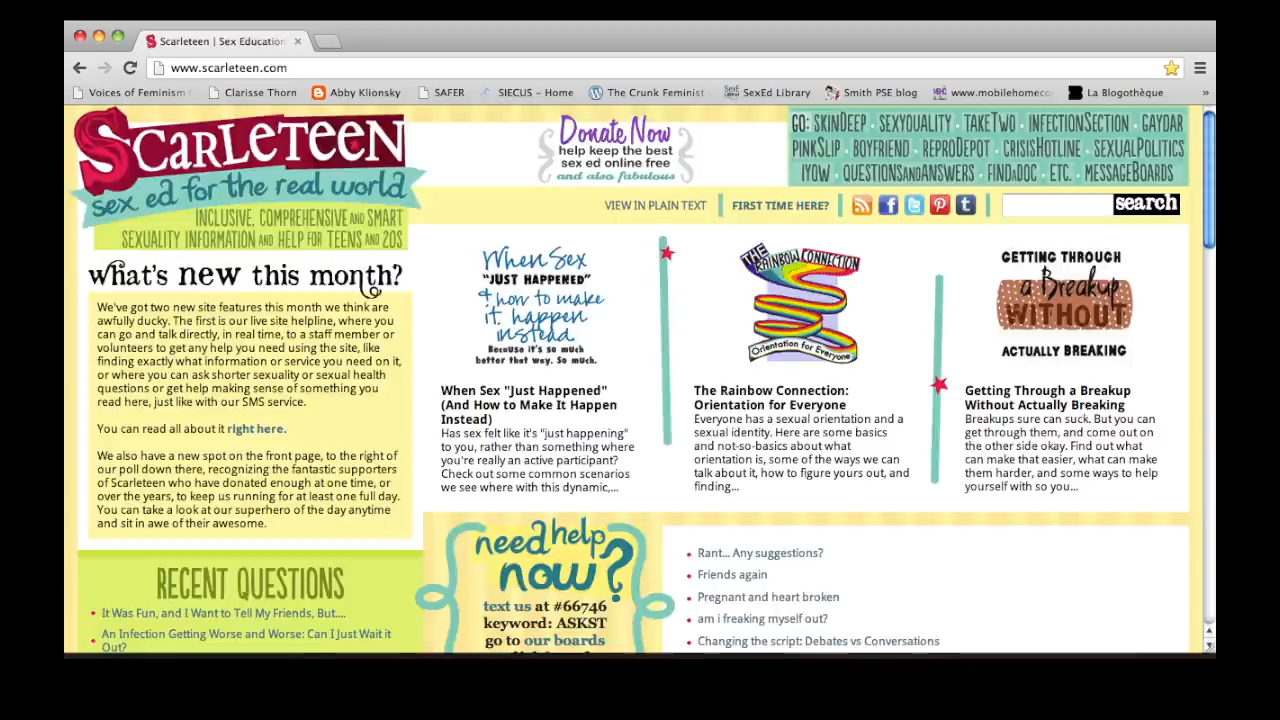 Scarleteen | Sex Education
www.scarleteen.com
Voices of Feminism
Clarisse Thorn
Abby Klionsky
SAFER
SIECUS - Home
The Crunk Feminist
SexEd Library
Smith PSE blog
www.mobilehomeco
La Blogothèque
»
SCARLETEEN
sex ed for the real world
INCLUSIVE, COMPREHENSIVE AND SMART
SEXUALITY INFORMATION AND HELP FOR TEENS AND 20S
Donate Now
help keep the best
sex ed online free
and also fabulous
GO: SKINDEEP · SEXYOUALITY · TAKETWO · INFECTIONSECTION · GAYDAR
PINKSLIP · BOYFRIEND · REPRODEPOT · CRISISHOTLINE · SEXUALPOLITICS
IYOW · QUESTIONSANDANSWERS · FINDADOC · ETC. · MESSAGEBOARDS
VIEW IN PLAIN TEXT
FIRST TIME HERE?
search
what's new this month?
We've got two new site features this month we think are
awfully ducky. The first is our live site helpline, where you
can go and talk directly, in real time, to a staff member or
volunteers to get any help you need using the site, like
finding exactly what information or service you need on it,
or where you can ask shorter sexuality or sexual health
questions or get help making sense of something you
read here, just like with our SMS service.
You can read all about it right here.
We also have a new spot on the front page, to the right of
our poll down there, recognizing the fantastic supporters
of Scarleteen who have donated enough at one time, or
over the years, to keep us running for at least one full day.
You can take a look at our superhero of the day anytime
and sit in awe of their awesome.
When Sex
"JUST HAPPENED"
+ how to make
it happen
instead.
Because it's so much
better that way. So much.
When Sex "Just Happened"
(And How to Make It Happen
Instead)
Has sex felt like it's "just happening"
to you, rather than something where
you're really an active participant?
Check out some common scenarios
we see where with this dynamic,...
THE RAINBOW CONNECTION
Orientation for Everyone
The Rainbow Connection:
Orientation for Everyone
Everyone has a sexual orientation and a
sexual identity. Here are some basics
and not-so-basics about what
orientation is, some of the ways we can
talk about it, how to figure yours out, and
finding...
GETTING THROUGH
a Breakup
WITHOUT
ACTUALLY BREAKING
Getting Through a Breakup
Without Actually Breaking
Breakups sure can suck. But you can
get through them, and come out on
the other side okay. Find out what
can make that easier, what can make
them harder, and some ways to help
yourself with so you...
RECENT QUESTIONS
It Was Fun, and I Want to Tell My Friends, But....
An Infection Getting Worse and Worse: Can I Just Wait it
Out?
need help
now?
text us at #66746
keyword: ASKST
go to our boards
Rant... Any suggestions?
Friends again
Pregnant and heart broken
am i freaking myself out?
Changing the script: Debates vs Conversations